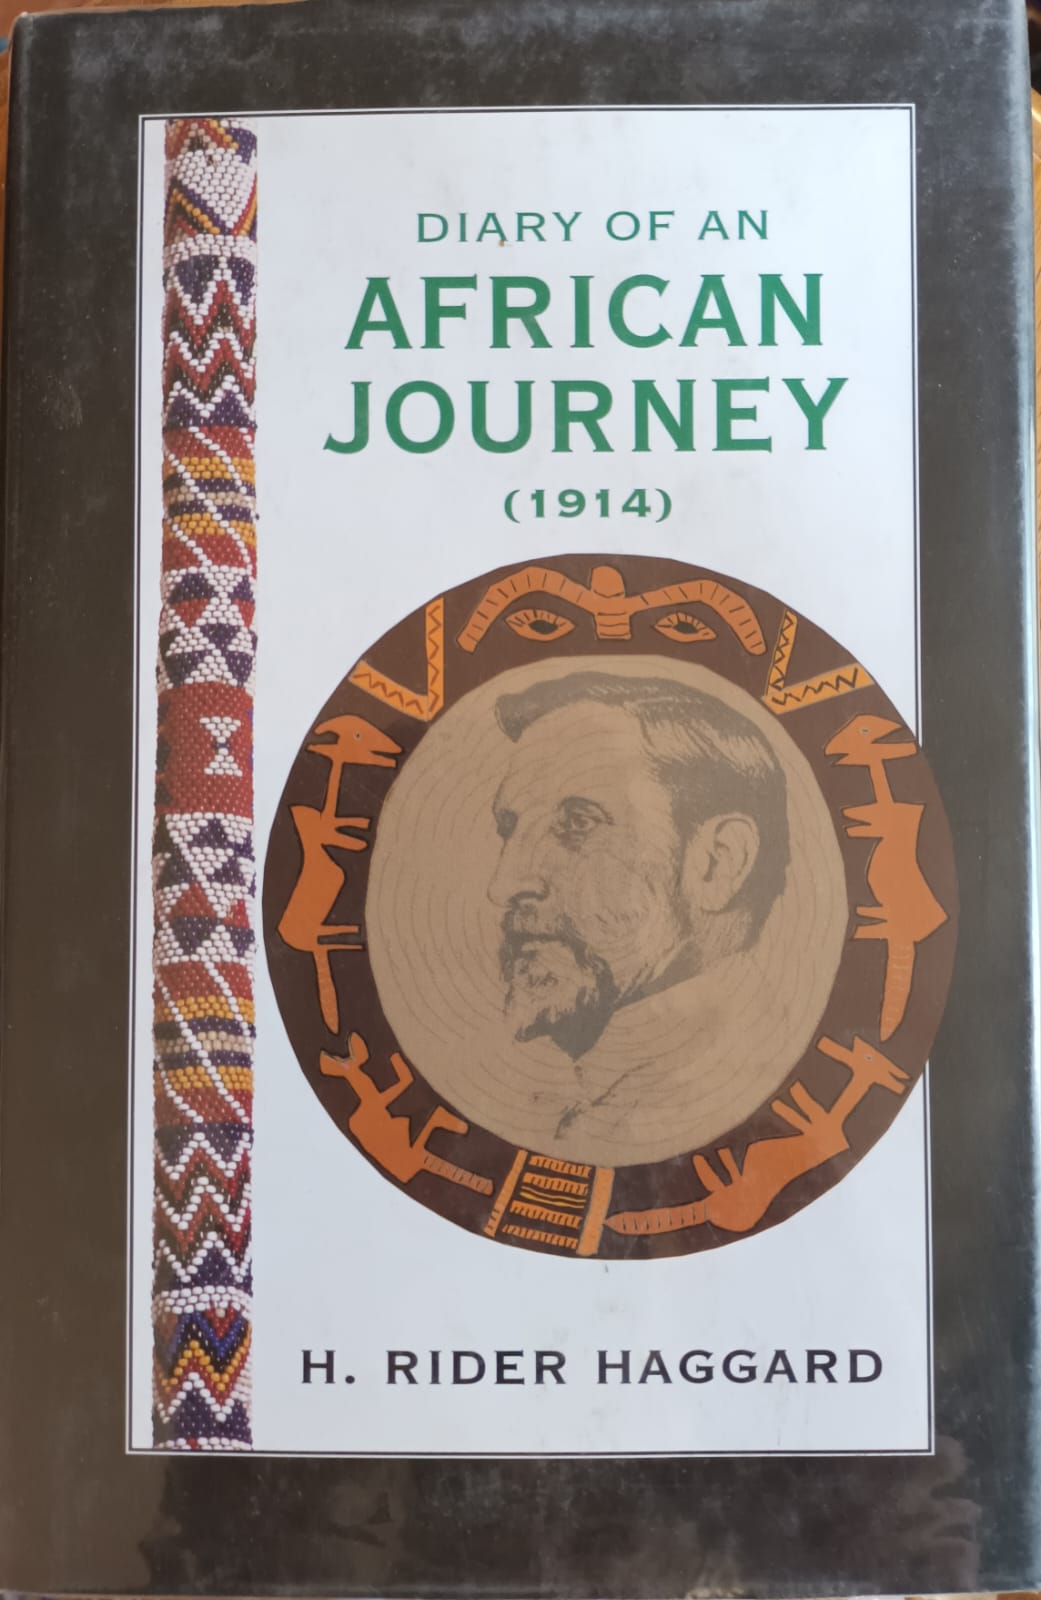 DIARY OF AN
AFRICAN
JOURNEY
(1914)
H. RIDER HAGGARD